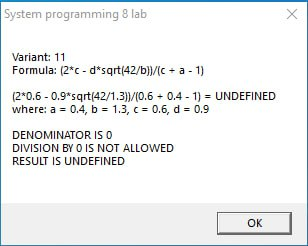 System programming 8 lab
Variant: 11
Formula: (2*c - d*sqrt(42/b))/(c + a - 1)
(2*0.6 - 0.9*sqrt(42/1.3))/(0.6 + 0.4 - 1) = UNDEFINED
where: a = 0.4, b = 1.3, c = 0.6, d = 0.9
DENOMINATOR IS 0
DIVISION BY 0 IS NOT ALLOWED
RESULT IS UNDEFINED
OK